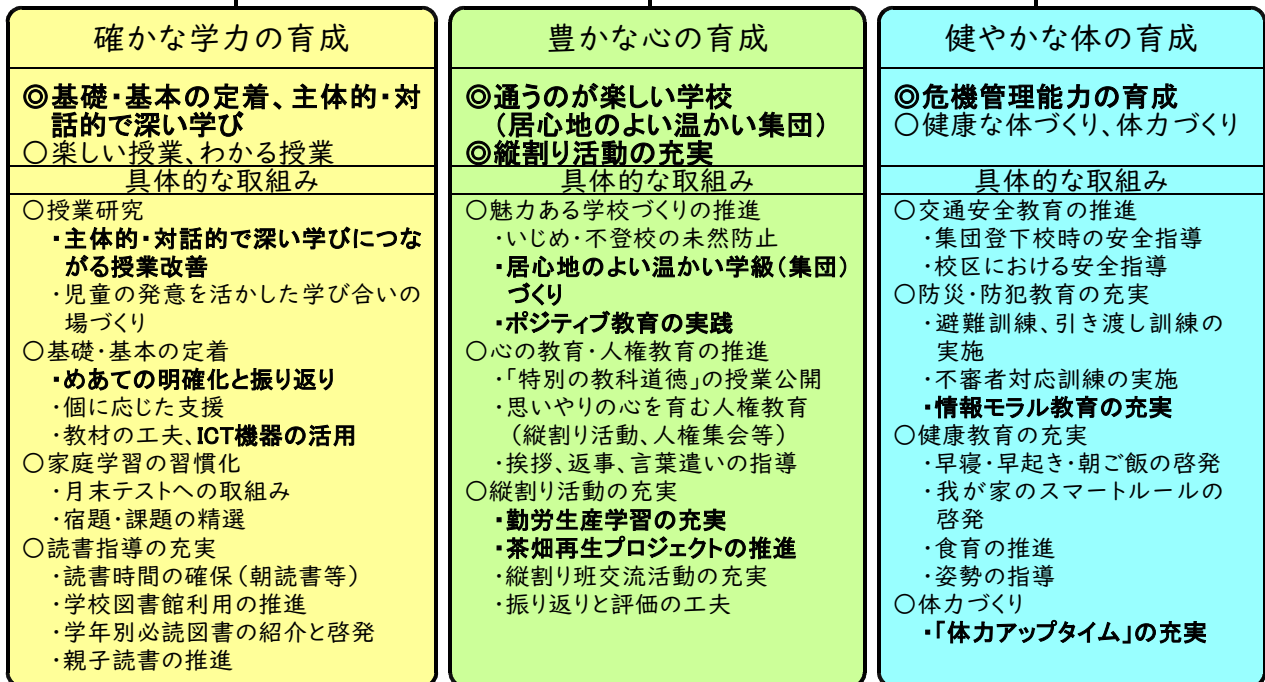 確かな学力の育成
◎基礎・基本の定着、主体的・対
話的で深い学び
○楽しい授業、わかる授業
具体的な取組み
○授業研究
・主体的・対話的で深い学びにつな
がる授業改善
・児童の発意を活かした学び合いの
場づくり
○基礎・基本の定着
・めあての明確化と振り返り
・個に応じた支援
・教材の工夫、ICT機器の活用
○家庭学習の習慣化
・月末テストへの取組み
・宿題・課題の精選
○読書指導の充実
・読書時間の確保(朝読書等)
・学校図書館利用の推進
・学年別必読図書の紹介と啓発
・親子読書の推進
豊かな心の育成
◎通うのが楽しい学校
(居心地のよい温かい集団)
◎縦割り活動の充実
具体的な取組み
○魅力ある学校づくりの推進
・いじめ・不登校の未然防止
・居心地のよい温かい学級(集団)
づくり
・ポジティブ教育の実践
○心の教育・人権教育の推進
・「特別の教科道徳」の授業公開
・思いやりの心を育む人権教育
(縦割り活動、人権集会等)
・挨拶、返事、言葉遣いの指導
○縦割り活動の充実
・勤労生産学習の充実
・茶畑再生プロジェクトの推進
・縦割り班交流活動の充実
・振り返りと評価の工夫
健やかな体の育成
◎危機管理能力の育成
○健康な体づくり、体力づくり
具体的な取組み
○交通安全教育の推進
・集団登下校時の安全指導
・校区における安全指導
○防災・防犯教育の充実
・避難訓練、引き渡し訓練の
実施
・不審者対応訓練の実施
・情報モラル教育の充実
○健康教育の充実
・早寝・早起き・朝ご飯の啓発
・我が家のスマートルールの
啓発
・食育の推進
・姿勢の指導
○体力づくり
・「体力アップタイム」の充実